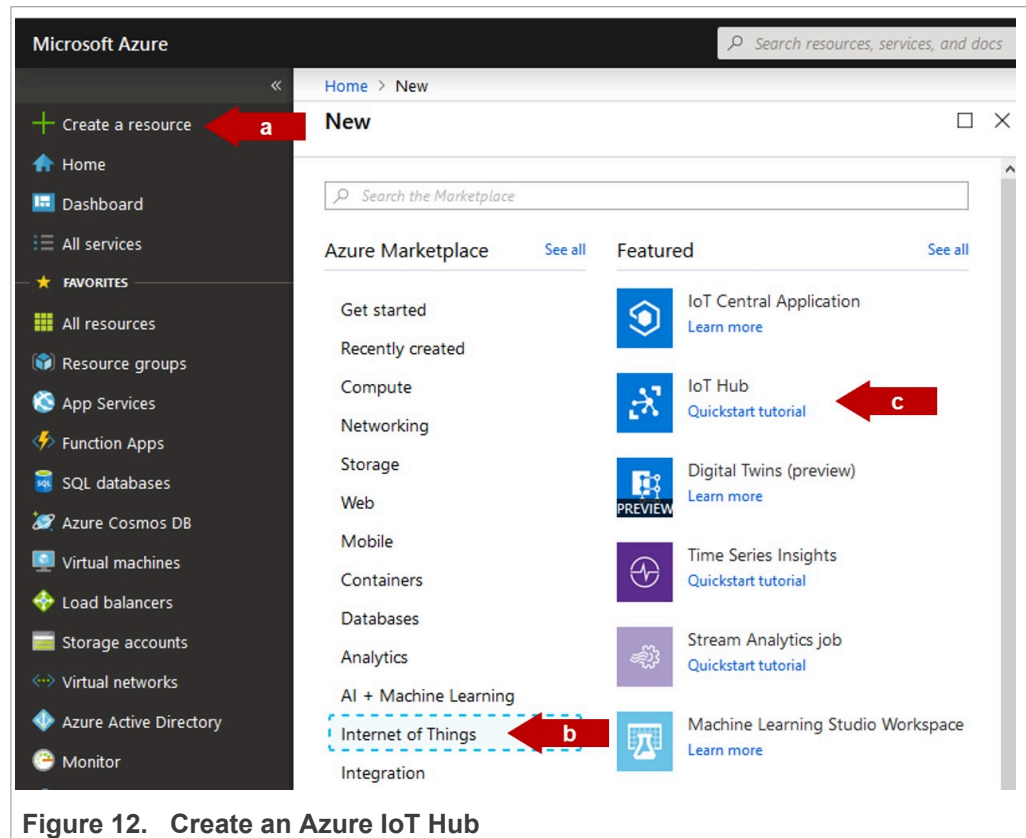 Microsoft Azure
Search resources, services, and docs
«
Home > New
Create a resource
a
Home
Dashboard
All services
FAVORITES
All resources
Resource groups
App Services
Function Apps
SQL
SQL databases
Azure Cosmos DB
Virtual machines
Load balancers
Storage accounts
Virtual networks
Azure Active Directory
Monitor
New
Search the Marketplace
Azure Marketplace See all
Get started
Recently created
Compute
Networking
Storage
Web
Mobile
Containers
Databases
Analytics
AI + Machine Learning
Internet of Things
b
Integration
Featured See all
IoT Central Application
Learn more
IoT Hub
Quickstart tutorial
c
Digital Twins (preview)
Learn more
PREVIEW
Time Series Insights
Quickstart tutorial
Stream Analytics job
Quickstart tutorial
Machine Learning Studio Workspace
Learn more
Figure 12. Create an Azure IoT Hub